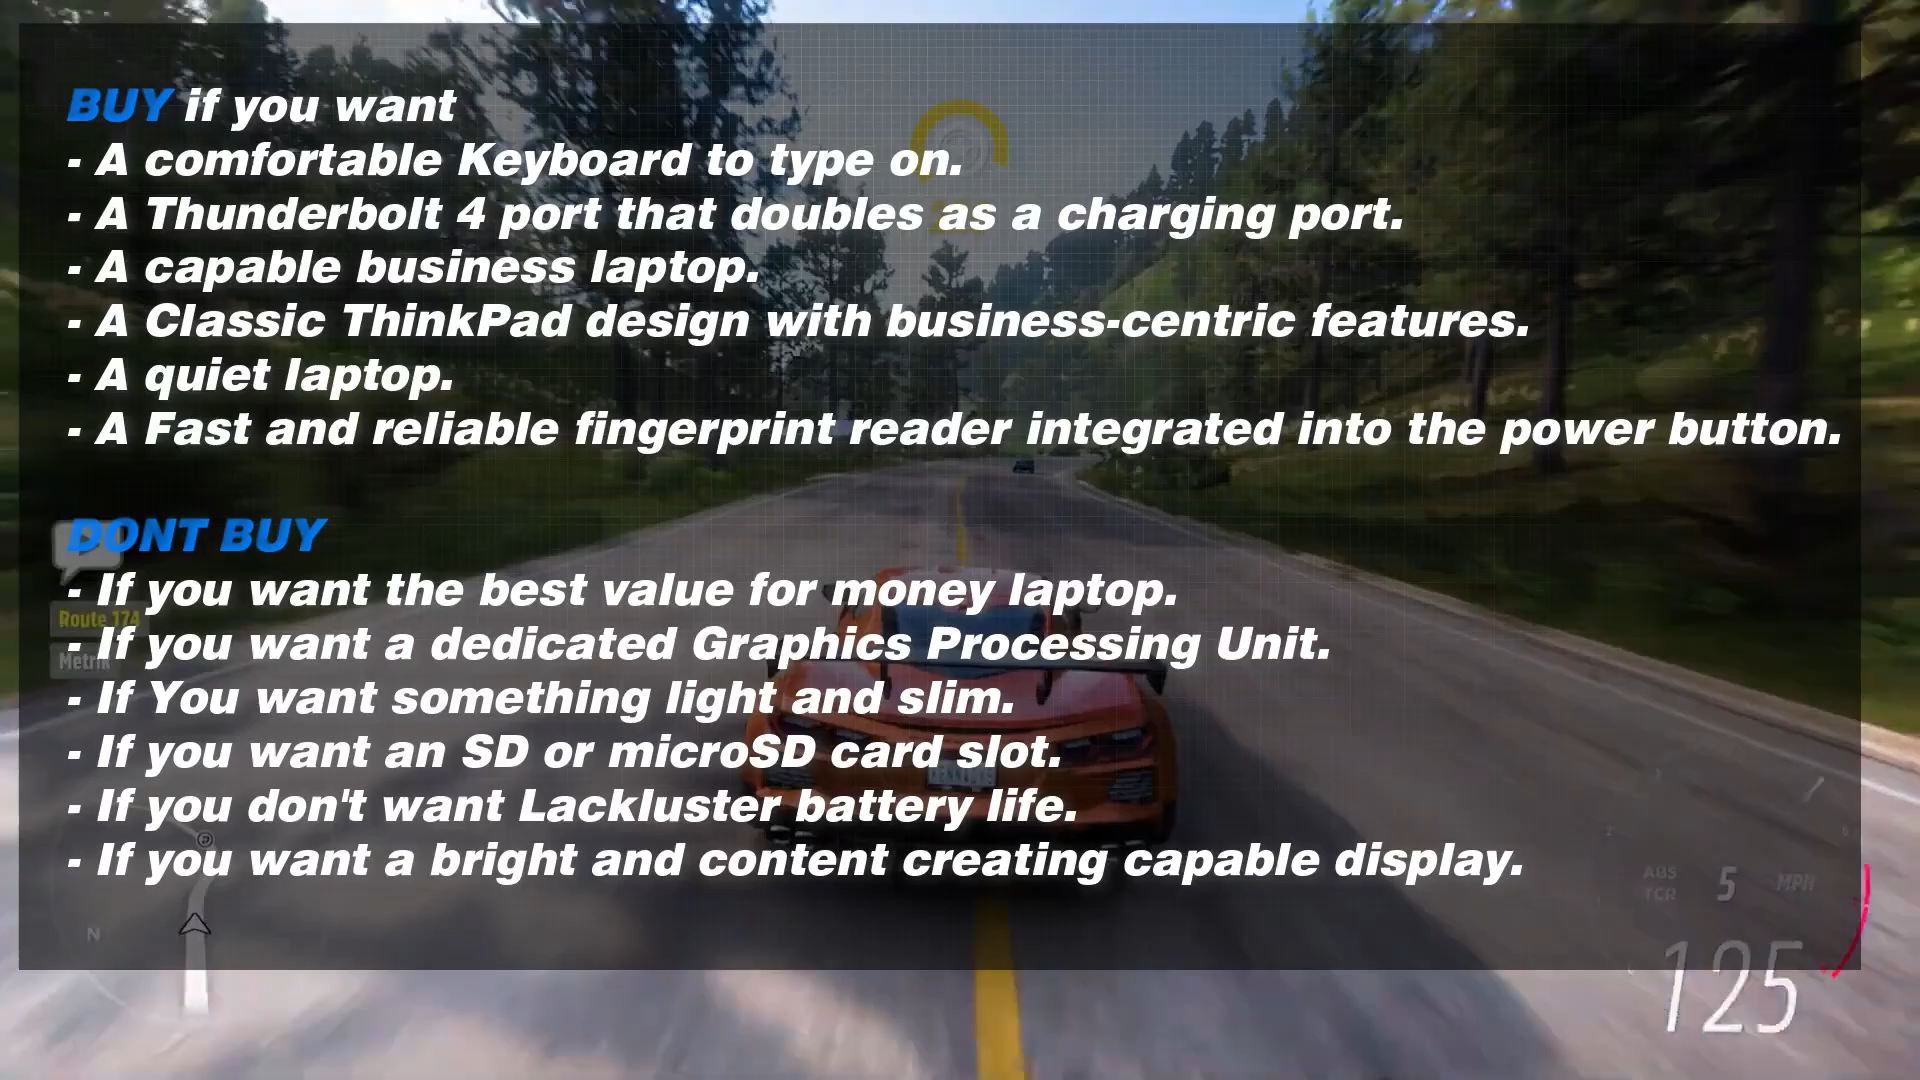 BUY if you want
- A comfortable Keyboard to type on.
- A Thunderbolt 4 port that doubles as a charging port.
- A capable business laptop.
- A Classic ThinkPad design with business-centric features.
- A quiet laptop.
- A Fast and reliable fingerprint reader integrated into the power button.
DONT BUY
- If you want the best value for money laptop.
Route 174
- If you want a dedicated Graphics Processing Unit.
- If You want something light and slim.
- If you want an SD or microSD card slot.
- If you don't want Lackluster battery life.
- If you want a bright and content creating capable display.
ABS
TCR
5 MPH
N
125